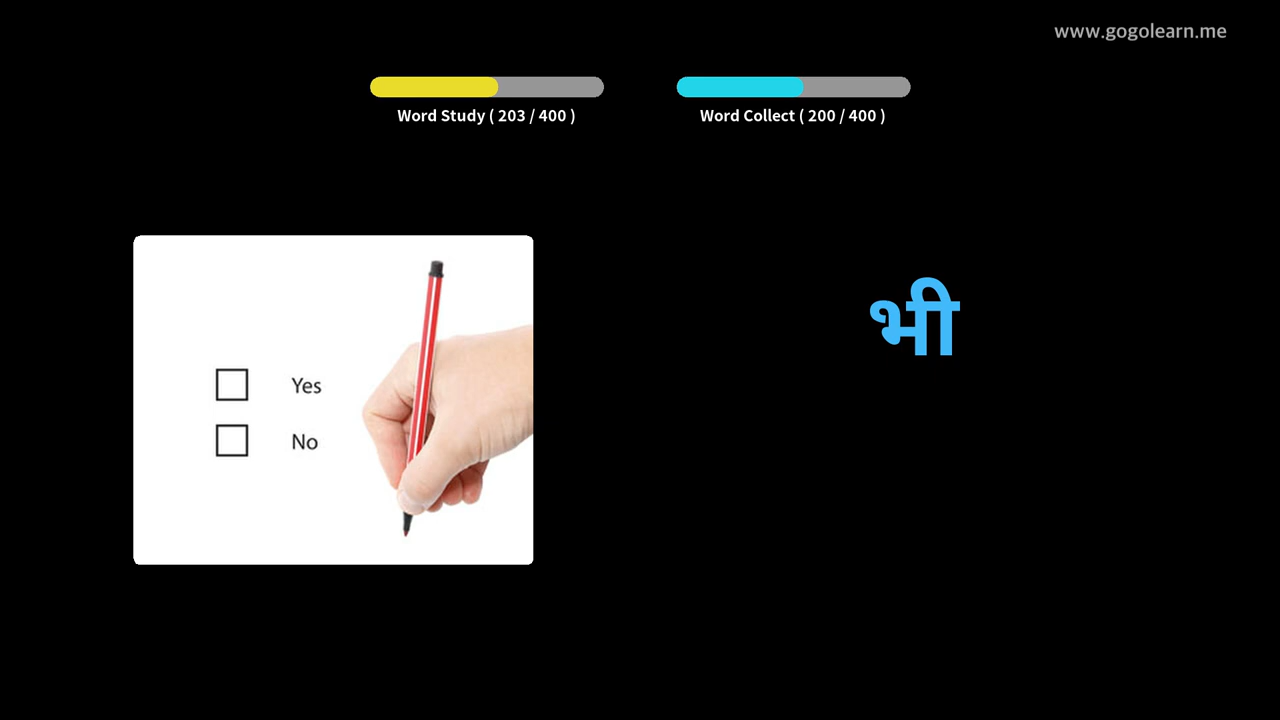 www.gogolearn.me
Word Study ( 203 / 400 )
Word Collect ( 200 / 400 )
Yes
No
भी